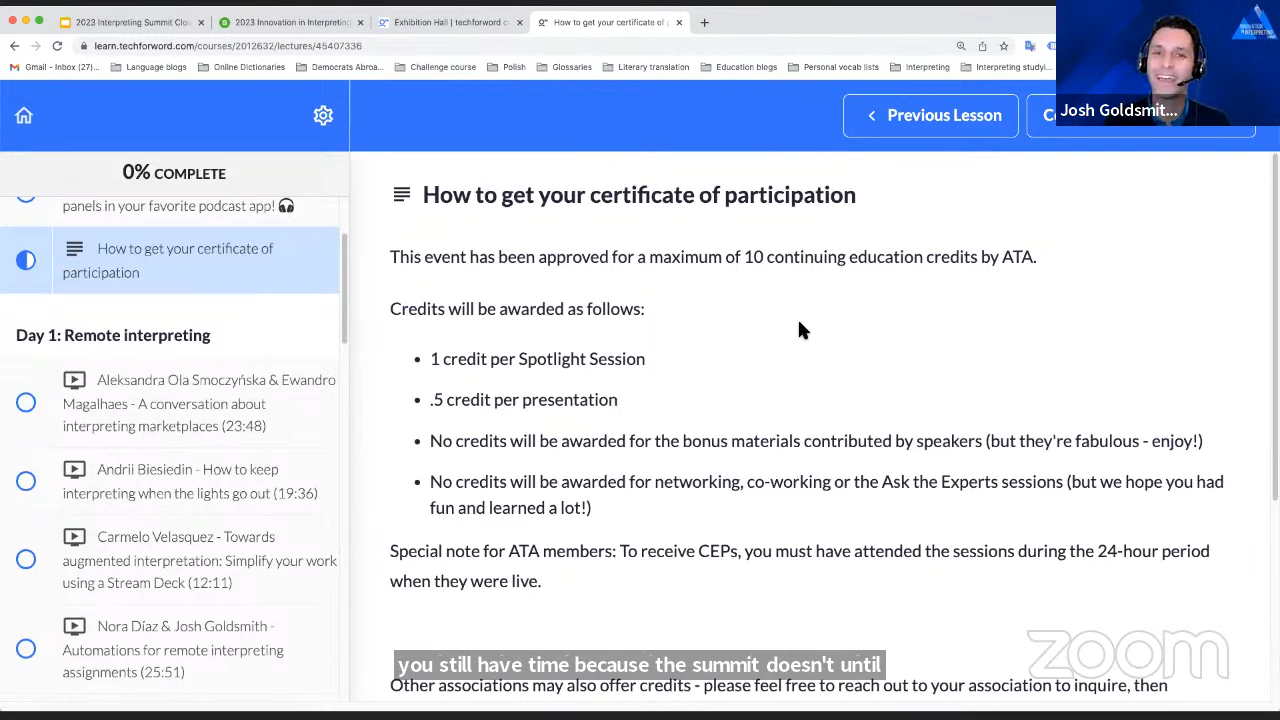 2023 Interpreting Summit Clo
2023 Innovation in Interpreting
Exhibition Hall | techforword c
How to get your certificate of p
learn.techforword.com/courses/2012632/lectures/45407336
Gmail - Inbox (27)...
Language blogs
Online Dictionaries
Democrats Abroa...
Challenge course
Polish
Glossaries
Literary translation
Education blogs
Personal vocab lists
Interpreting
Interpreting studyi
INNOVATION
IN INTERPRETING
Josh Goldsmit...
Previous Lesson
0% COMPLETE
panels in your favorite podcast app!
How to get your certificate of
participation
Day 1: Remote interpreting
Aleksandra Ola Smoczyńska & Ewandro
Magalhaes - A conversation about
interpreting marketplaces (23:48)
Andrii Biesiedin - How to keep
interpreting when the lights go out (19:36)
Carmelo Velasquez - Towards
augmented interpretation: Simplify your work
using a Stream Deck (12:11)
Nora Díaz & Josh Goldsmith -
Automations for remote interpreting
assignments (25:51)
How to get your certificate of participation
This event has been approved for a maximum of 10 continuing education credits by ATA.
Credits will be awarded as follows:
• 1 credit per Spotlight Session
• .5 credit per presentation
• No credits will be awarded for the bonus materials contributed by speakers (but they're fabulous - enjoy!)
• No credits will be awarded for networking, co-working or the Ask the Experts sessions (but we hope you had
fun and learned a lot!)
Special note for ATA members: To receive CEPs, you must have attended the sessions during the 24-hour period
when they were live.
you still have time because the summit doesn't until
Other associations may also offer credits - please feel free to reach out to your association to inquire, then
zoom